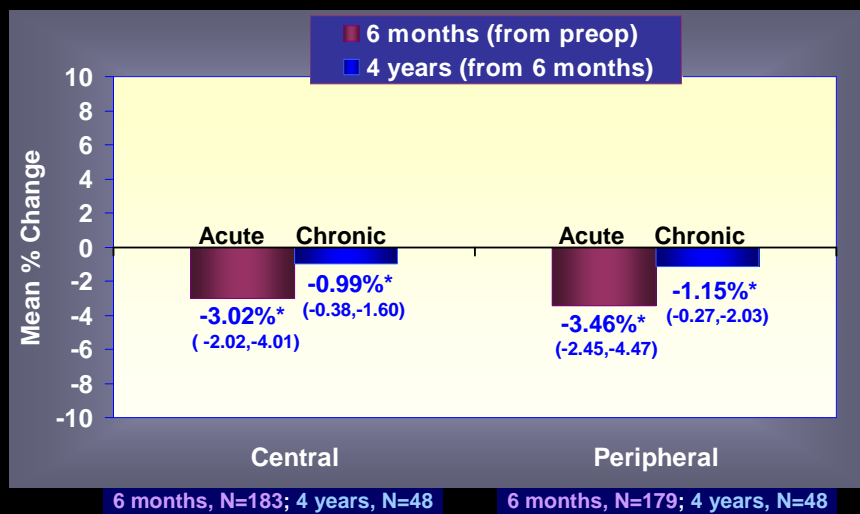 6 months (from preop)
4 years (from 6 months)
Mean % Change
10
8
6
4
2
0
-2
-4
-6
-8
-10
Acute Chronic
-3.02%*
( -2.02,-4.01)
-0.99%*
(-0.38,-1.60)
Acute Chronic
-3.46%*
(-2.45,-4.47)
-1.15%*
(-0.27,-2.03)
Central
Peripheral
6 months, N=183; 4 years, N=48
6 months, N=179; 4 years, N=48